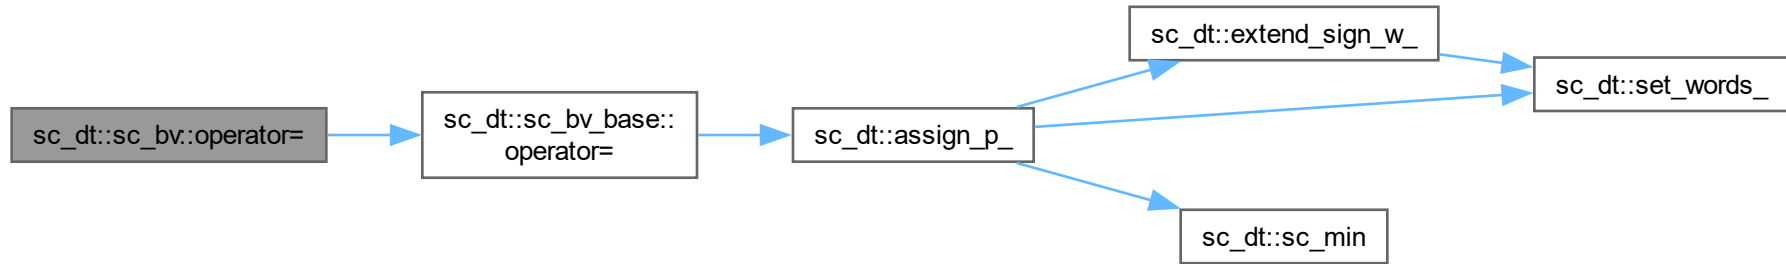 sc_dt::sc_bv::operator=
sc_dt::sc_bv_base::
operator=
sc_dt::assign_p_
sc_dt::extend_sign_w_
sc_dt::set_words_
sc_dt::sc_min